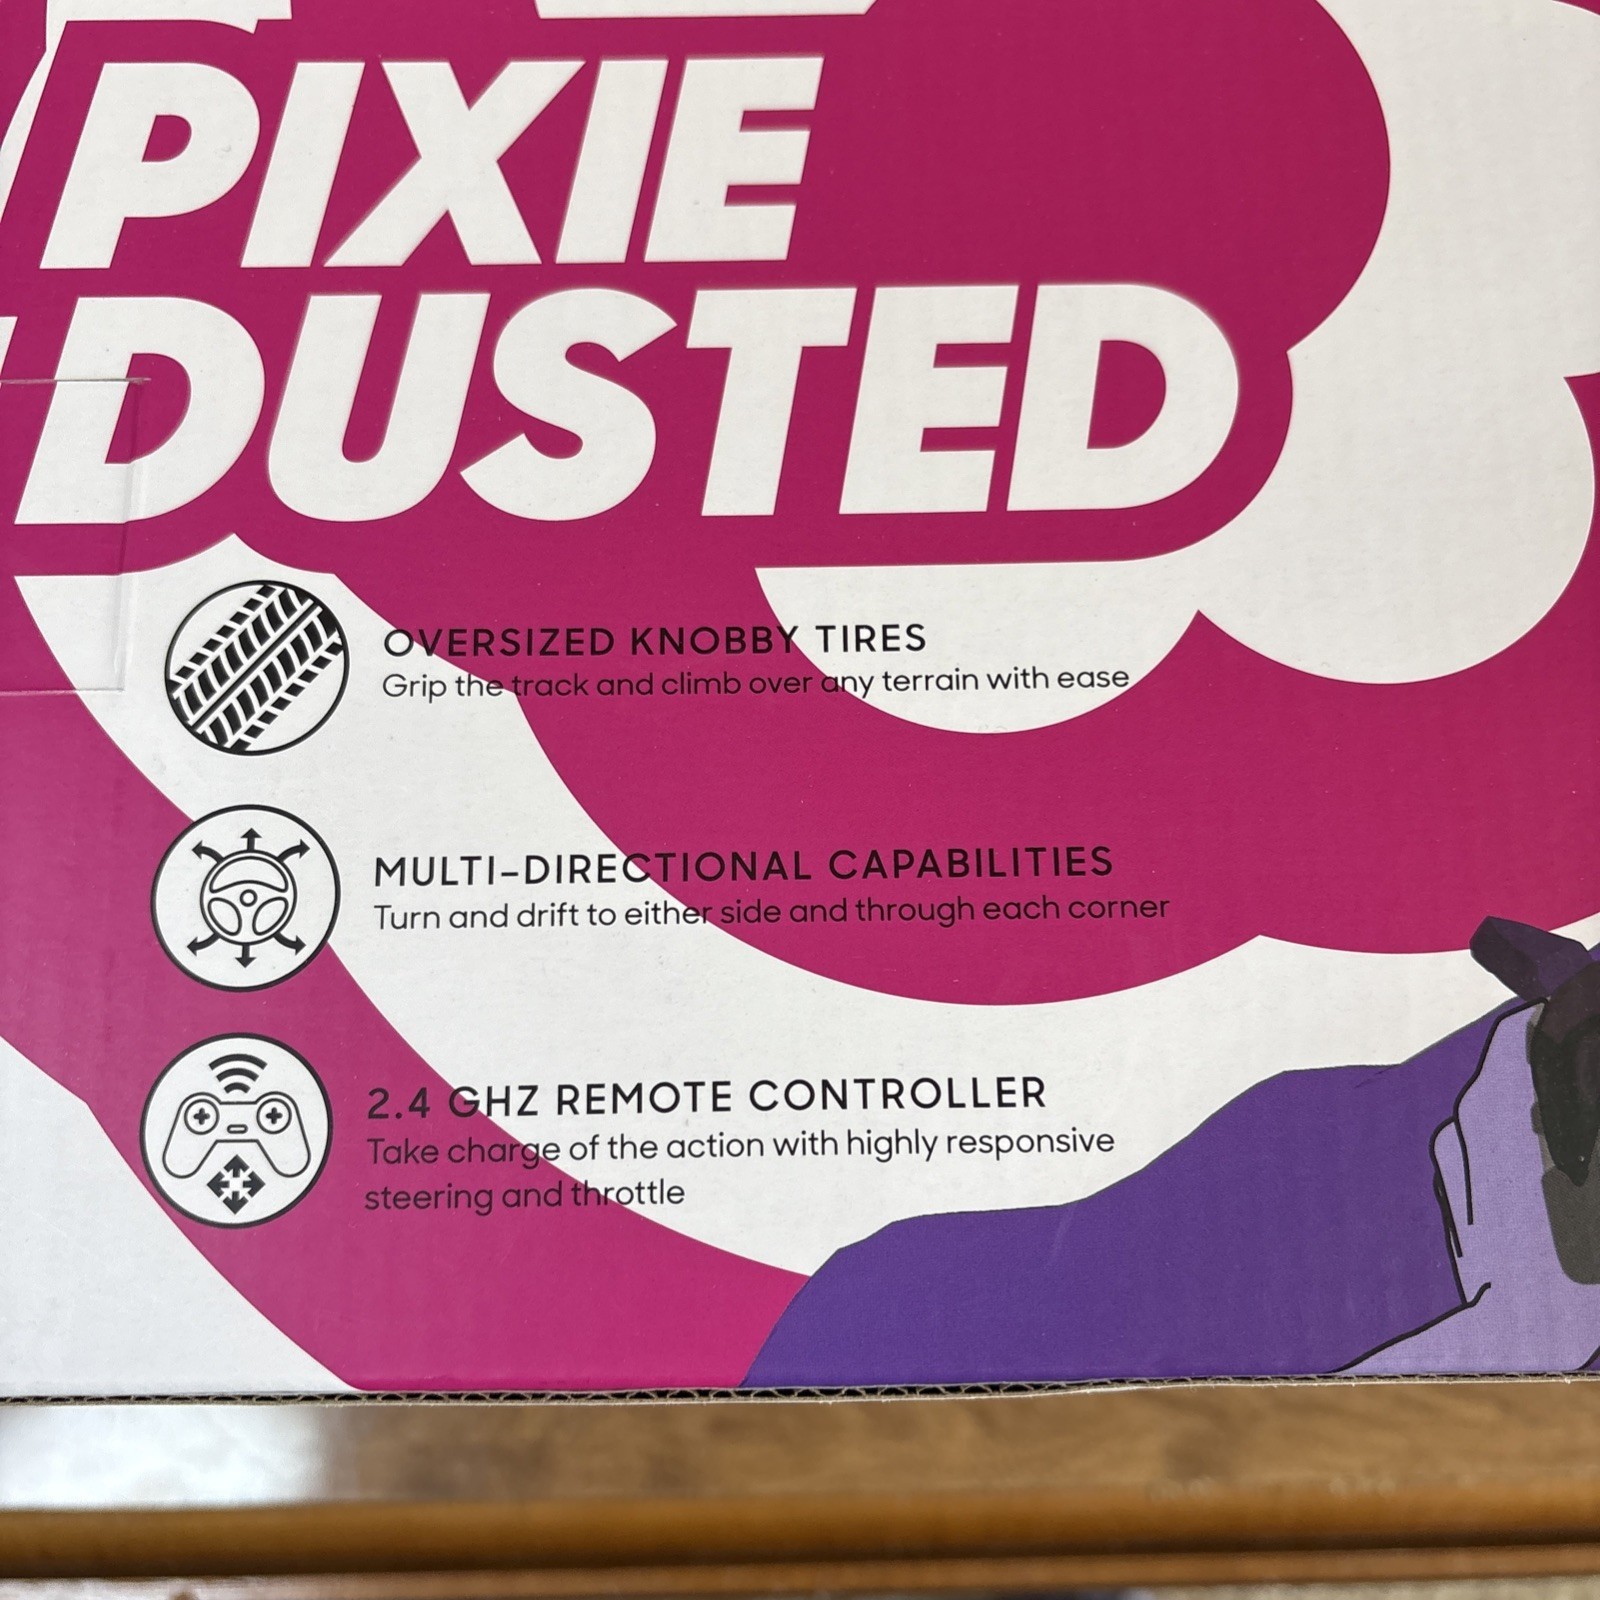 PIXIE
DUSTED
OVERSIZED KNOBBY TIRES
Grip the track and climb over any terrain with ease
MULTI-DIRECTIONAL CAPABILITIES
Turn and drift to either side and through each corner
2.4 GHZ REMOTE CONTROLLER
Take charge of the action with highly responsive
steering and throttle